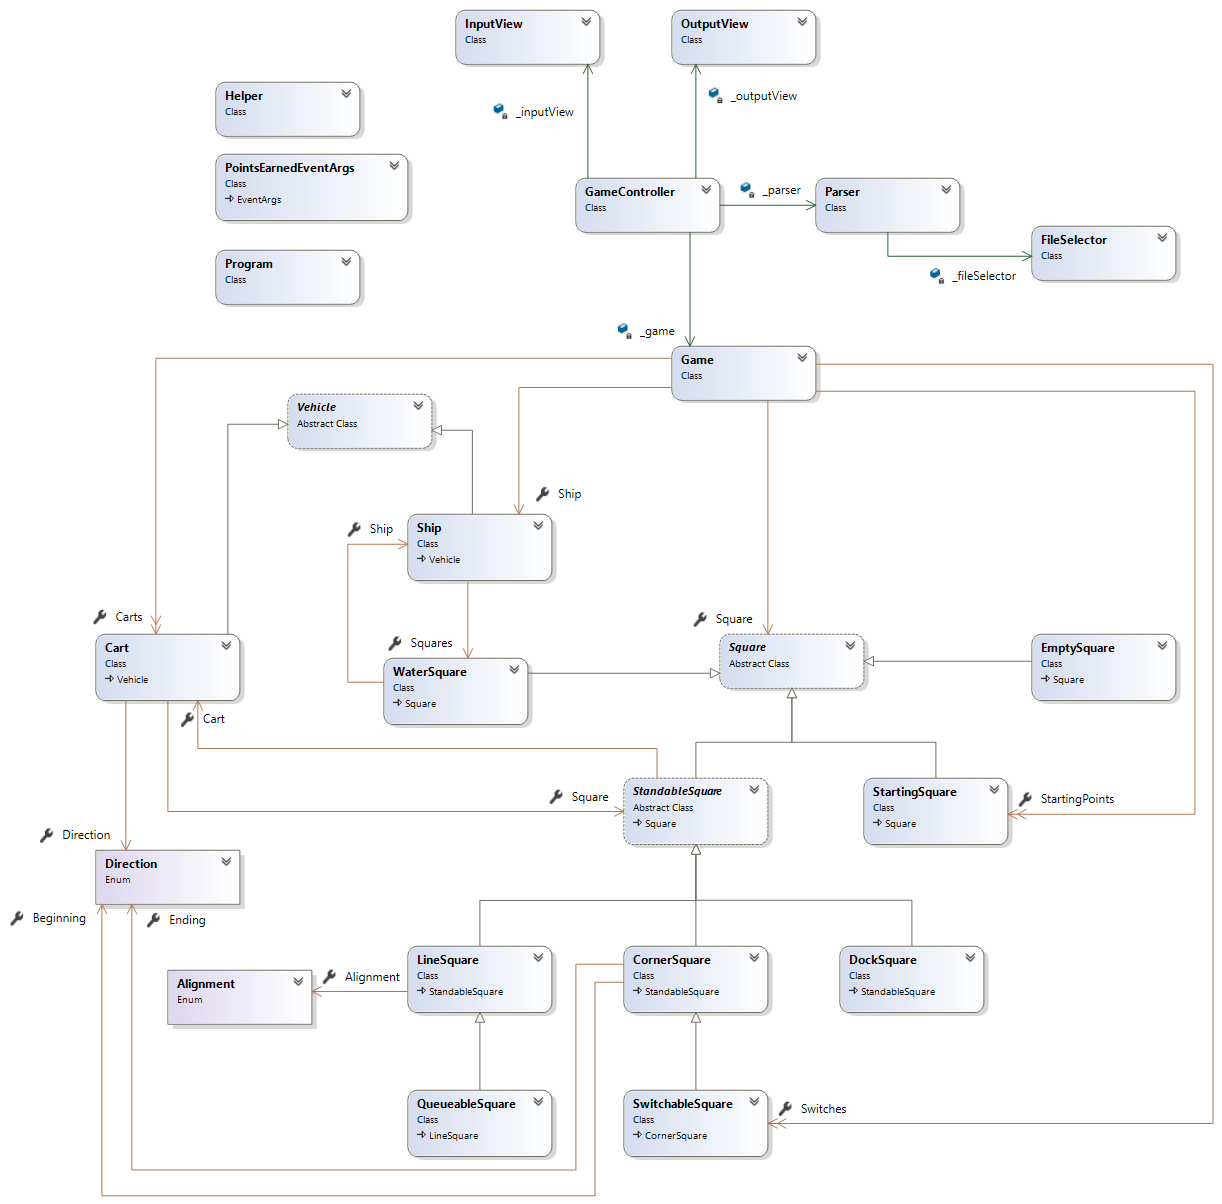 InputView
Class
OutputView
Class
_inputView
_outputView
Helper
Class
PointsEarnedEventArgs
Class
EventArgs
Program
Class
GameController
Class
_parser
Parser
Class
FileSelector
Class
_fileSelector
_game
Game
Class
Vehicle
Abstract Class
Ship
Ship
Ship
Class
Vehicle
Carts
Squares
Square
Cart
Class
Vehicle
WaterSquare
Class
Square
Square
Abstract Class
EmptySquare
Class
Square
Cart
Square
StandableSquare
Abstract Class
Square
StartingSquare
Class
Square
StartingPoints
Direction
Direction
Enum
Beginning
Ending
Alignment
Enum
Alignment
LineSquare
Class
StandableSquare
CornerSquare
Class
StandableSquare
DockSquare
Class
StandableSquare
QueueableSquare
Class
LineSquare
SwitchableSquare
Class
CornerSquare
Switches